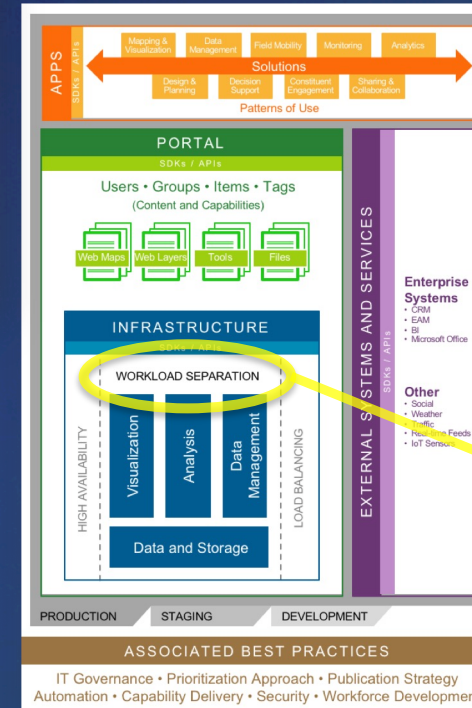 APPS
SDKs / APIs
Mapping & Visualization
Data Management
Field Mobility
Monitoring
Analytics
Solutions
Design & Planning
Decision Support
Constituent Engagement
Sharing & Collaboration
Patterns of Use
PORTAL
SDKs / APIs
Users • Groups • Items • Tags
(Content and Capabilities)
Web Maps
Web Layers
Tools
Files
INFRASTRUCTURE
SDKs / APIs
WORKLOAD SEPARATION
HIGH AVAILABILITY
Visualization
Analysis
Data Management
LOAD BALANCING
Data and Storage
EXTERNAL SYSTEMS AND SERVICES
SDKs / APIs
Enterprise
Systems
• CRM
• EAM
• BI
• Microsoft Office
Other
• Social
• Weather
• Traffic
• Real-time Feeds
• IoT Sensors
PRODUCTION
STAGING
DEVELOPMENT
ASSOCIATED BEST PRACTICES
IT Governance • Prioritization Approach • Publication Strategy
Automation • Capability Delivery • Security • Workforce Development